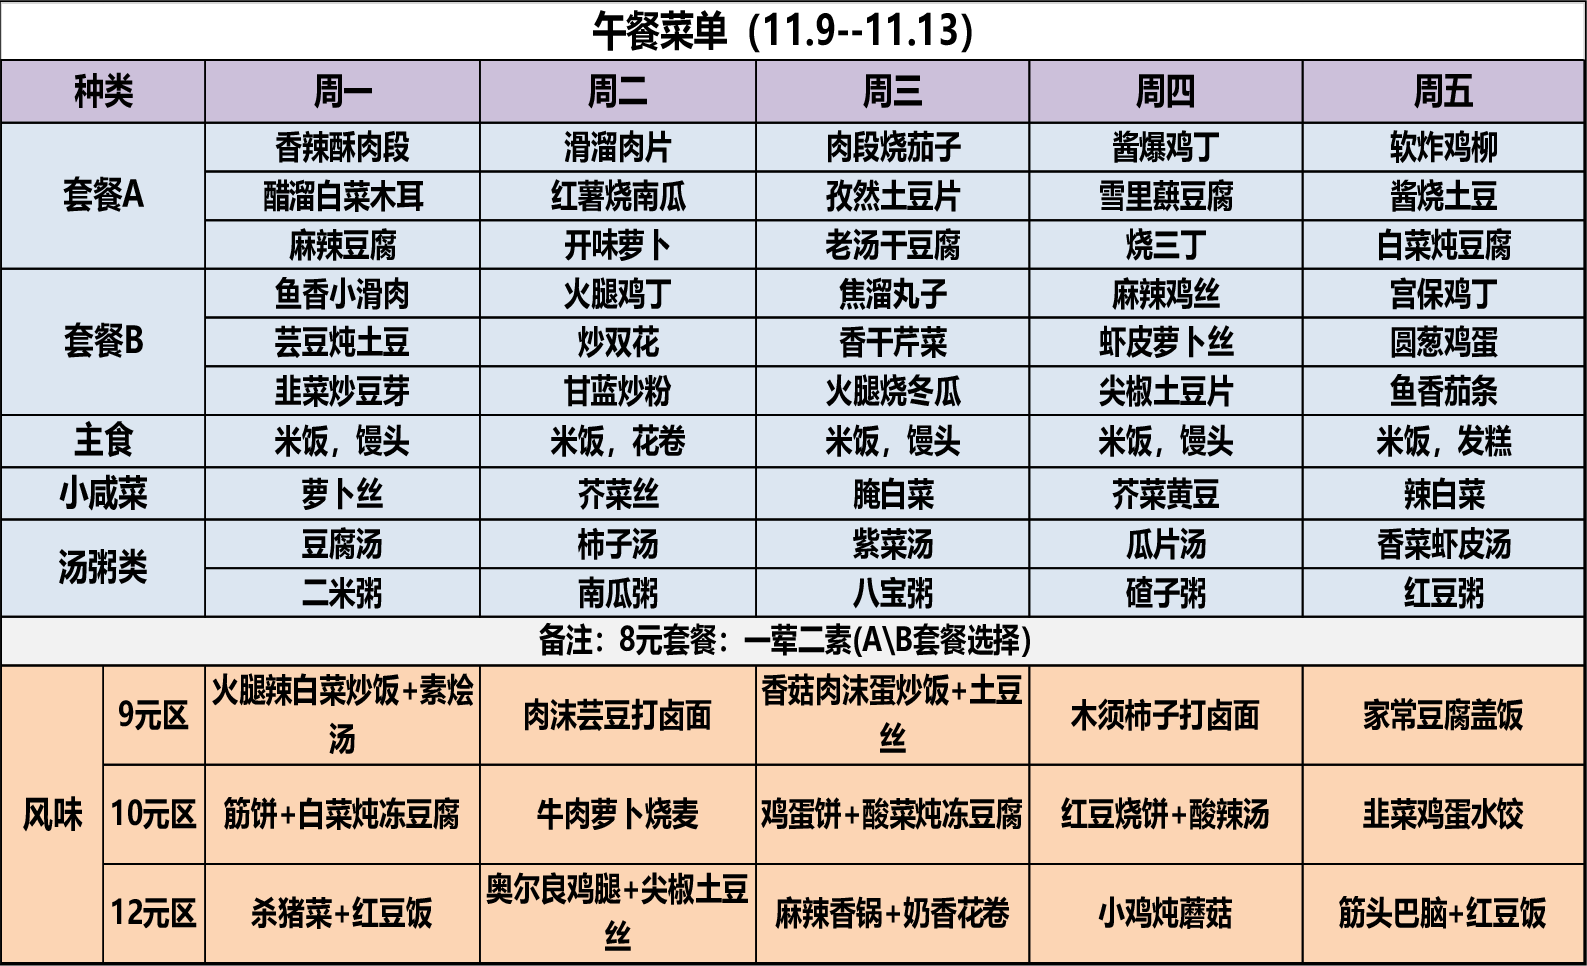 午餐菜单（11.9--11.13）
种类 周一 周二 周三 周四 周五
套餐A
香辣酥肉段 滑溜肉片 肉段烧茄子 酱爆鸡丁 软炸鸡柳
醋溜白菜木耳 红薯烧南瓜 孜然土豆片 雪里蕻豆腐 酱烧土豆
麻辣豆腐 开味萝卜 老汤干豆腐 烧三丁 白菜炖豆腐
套餐B
鱼香小滑肉 火腿鸡丁 焦溜丸子 麻辣鸡丝 宫保鸡丁
芸豆炖土豆 炒双花 香干芹菜 虾皮萝卜丝 圆葱鸡蛋
韭菜炒豆芽 甘蓝炒粉 火腿烧冬瓜 尖椒土豆片 鱼香茄条
主食 米饭，馒头 米饭，花卷 米饭，馒头 米饭，馒头 米饭，发糕
小咸菜 萝卜丝 芥菜丝 腌白菜 芥菜黄豆 辣白菜
汤粥类
豆腐汤 柿子汤 紫菜汤 瓜片汤 香菜虾皮汤
二米粥 南瓜粥 八宝粥 碴子粥 红豆粥
备注：8元套餐：一荤二素(A\B套餐选择)
风味
9元区
火腿辣白菜炒饭+素烩
汤
肉沫芸豆打卤面
香菇肉沫蛋炒饭+土豆
丝
木须柿子打卤面
家常豆腐盖饭
10元区 筋饼+白菜炖冻豆腐 牛肉萝卜烧麦 鸡蛋饼+酸菜炖冻豆腐 红豆烧饼+酸辣汤 韭菜鸡蛋水饺
12元区
杀猪菜+红豆饭
奥尔良鸡腿+尖椒土豆
丝
麻辣香锅+奶香花卷
小鸡炖蘑菇
筋头巴脑+红豆饭